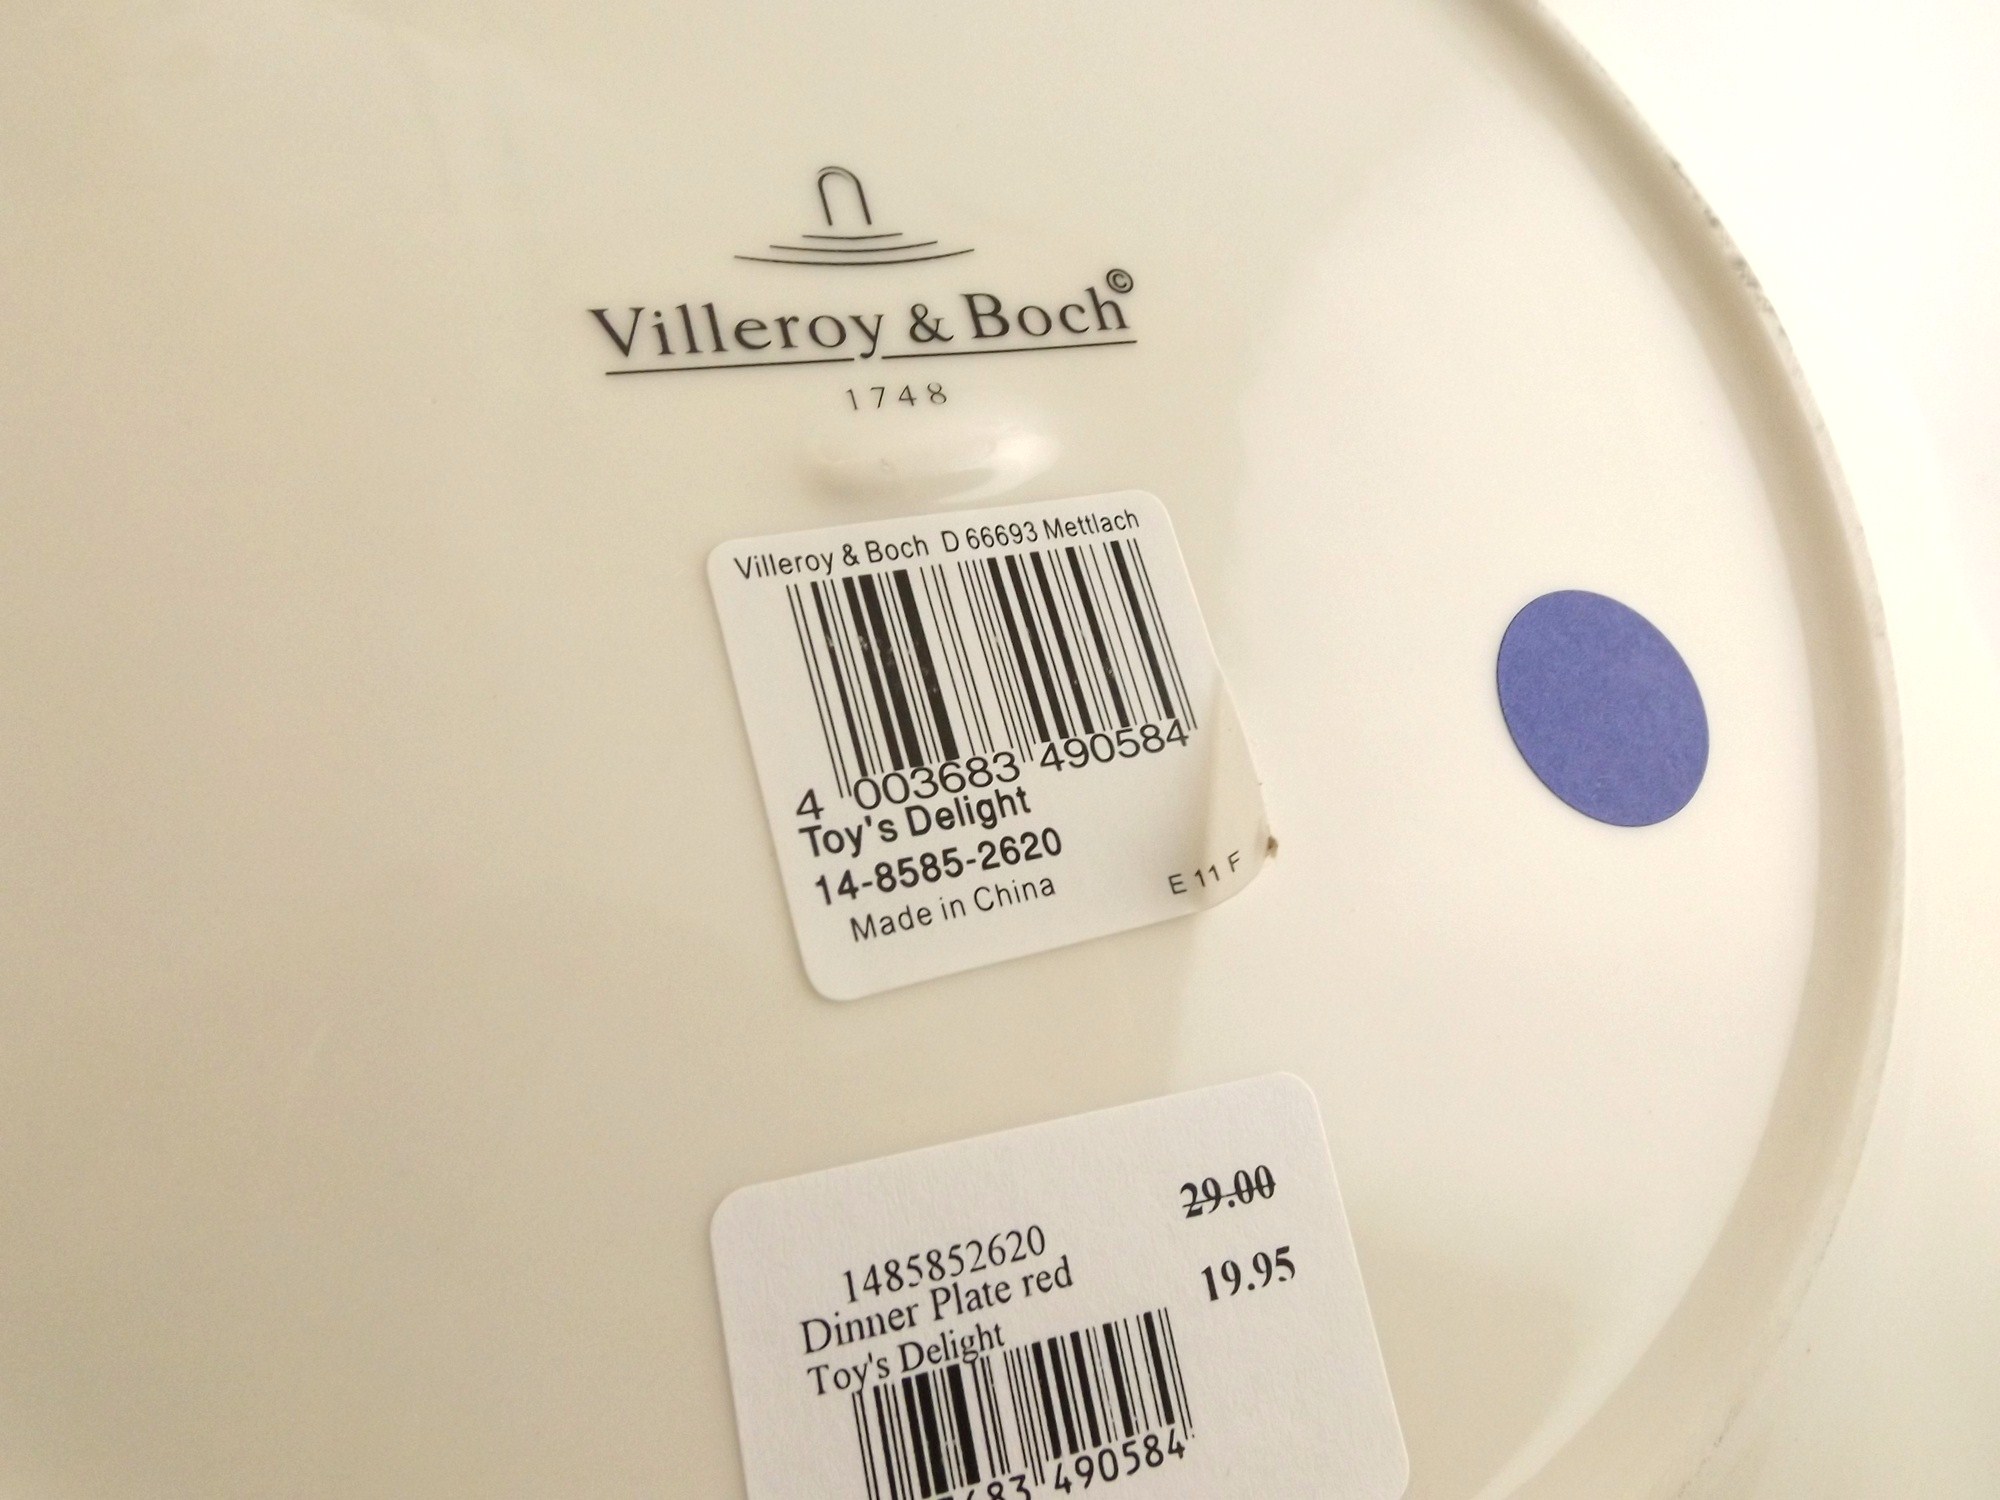 Villeroy & Boch©
1748
Villeroy & Boch D 66693 Mettlach
4 003683 490584
Toy's Delight
14-8585-2620
Made in China
E 11 F
29.00
1485852620
19.95
Dinner Plate red
Toy's Delight
490584